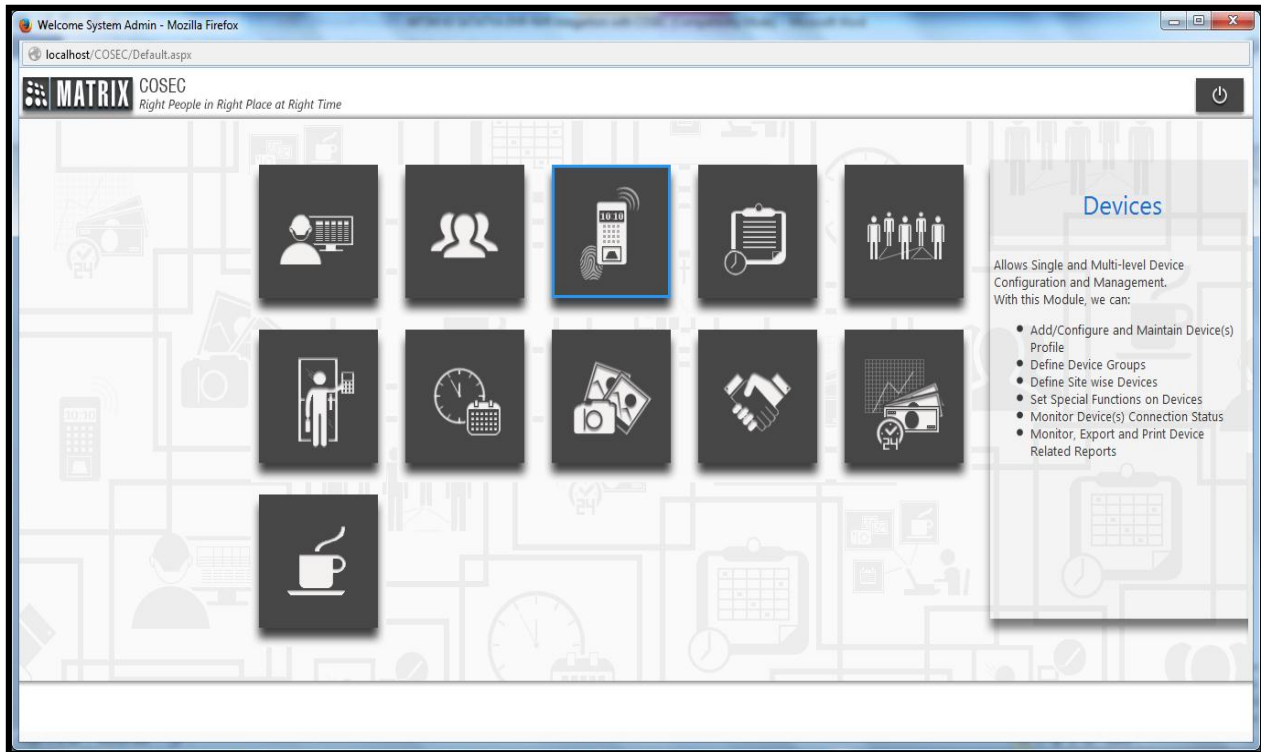 Welcome System Admin - Mozilla Firefox
localhost/COSEC/Default.aspx
MATRIX COSEC
Right People in Right Place at Right Time
10 10
Devices
Allows Single and Multi-level Device
Configuration and Management.
With this Module, we can:
Add/Configure and Maintain Device(s)
Profile
Define Device Groups
Define Site wise Devices
Set Special Functions on Devices
Monitor Device(s) Connection Status
Monitor, Export and Print Device
Related Reports
24